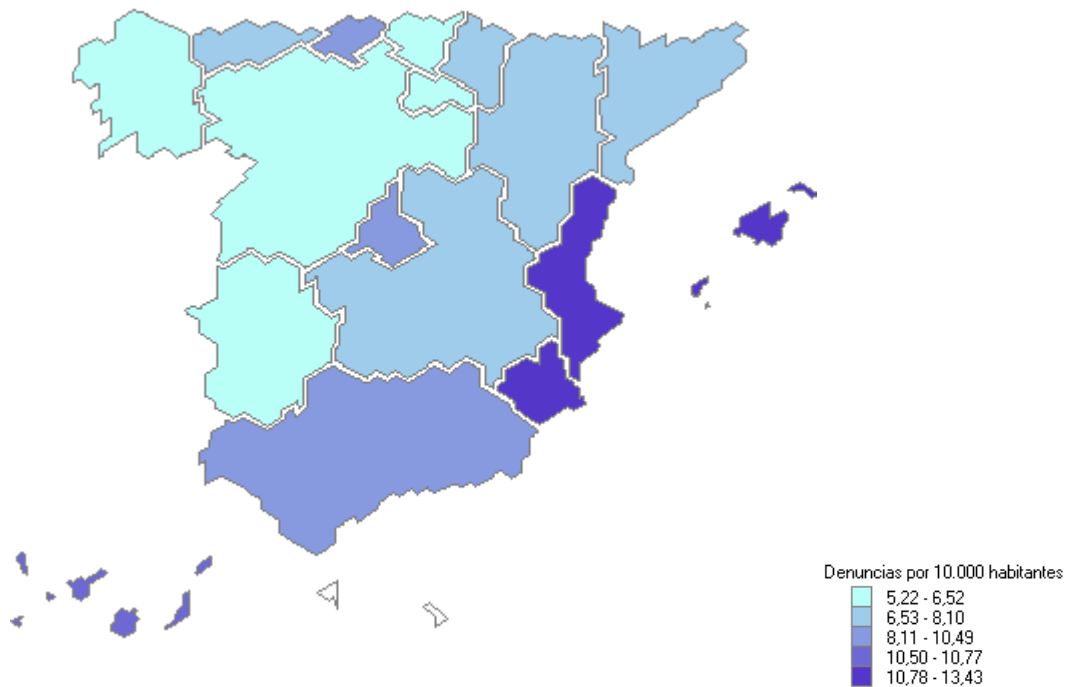 Denuncias por 10.000 habitantes
5,22 - 6,52
6,53 - 8,10
8,11 - 10,49
10,50 - 10,77
10,78 - 13,43